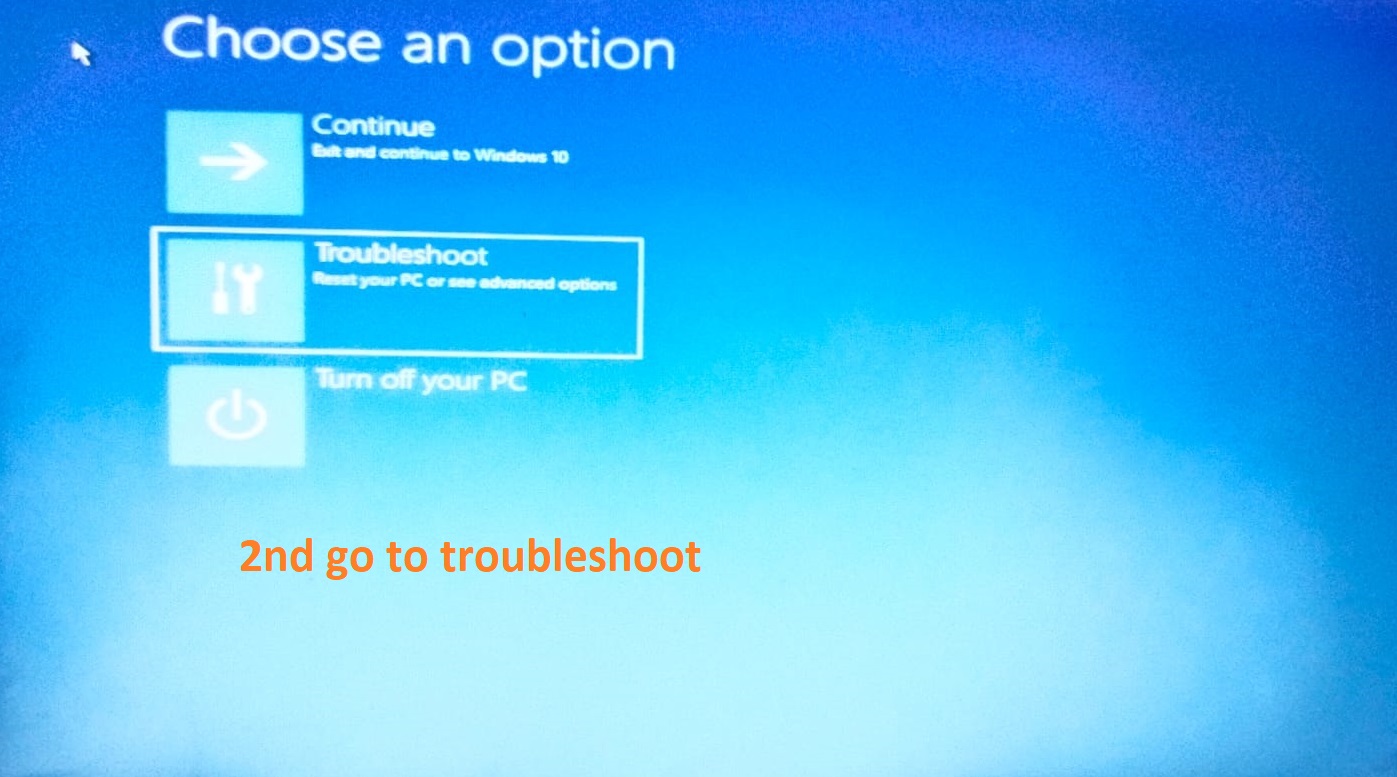 Choose an option
Continue
Exit and continue to Windows 10
Troubleshoot
Reset your PC or see advanced options
Turn off your PC
2nd go to troubleshoot